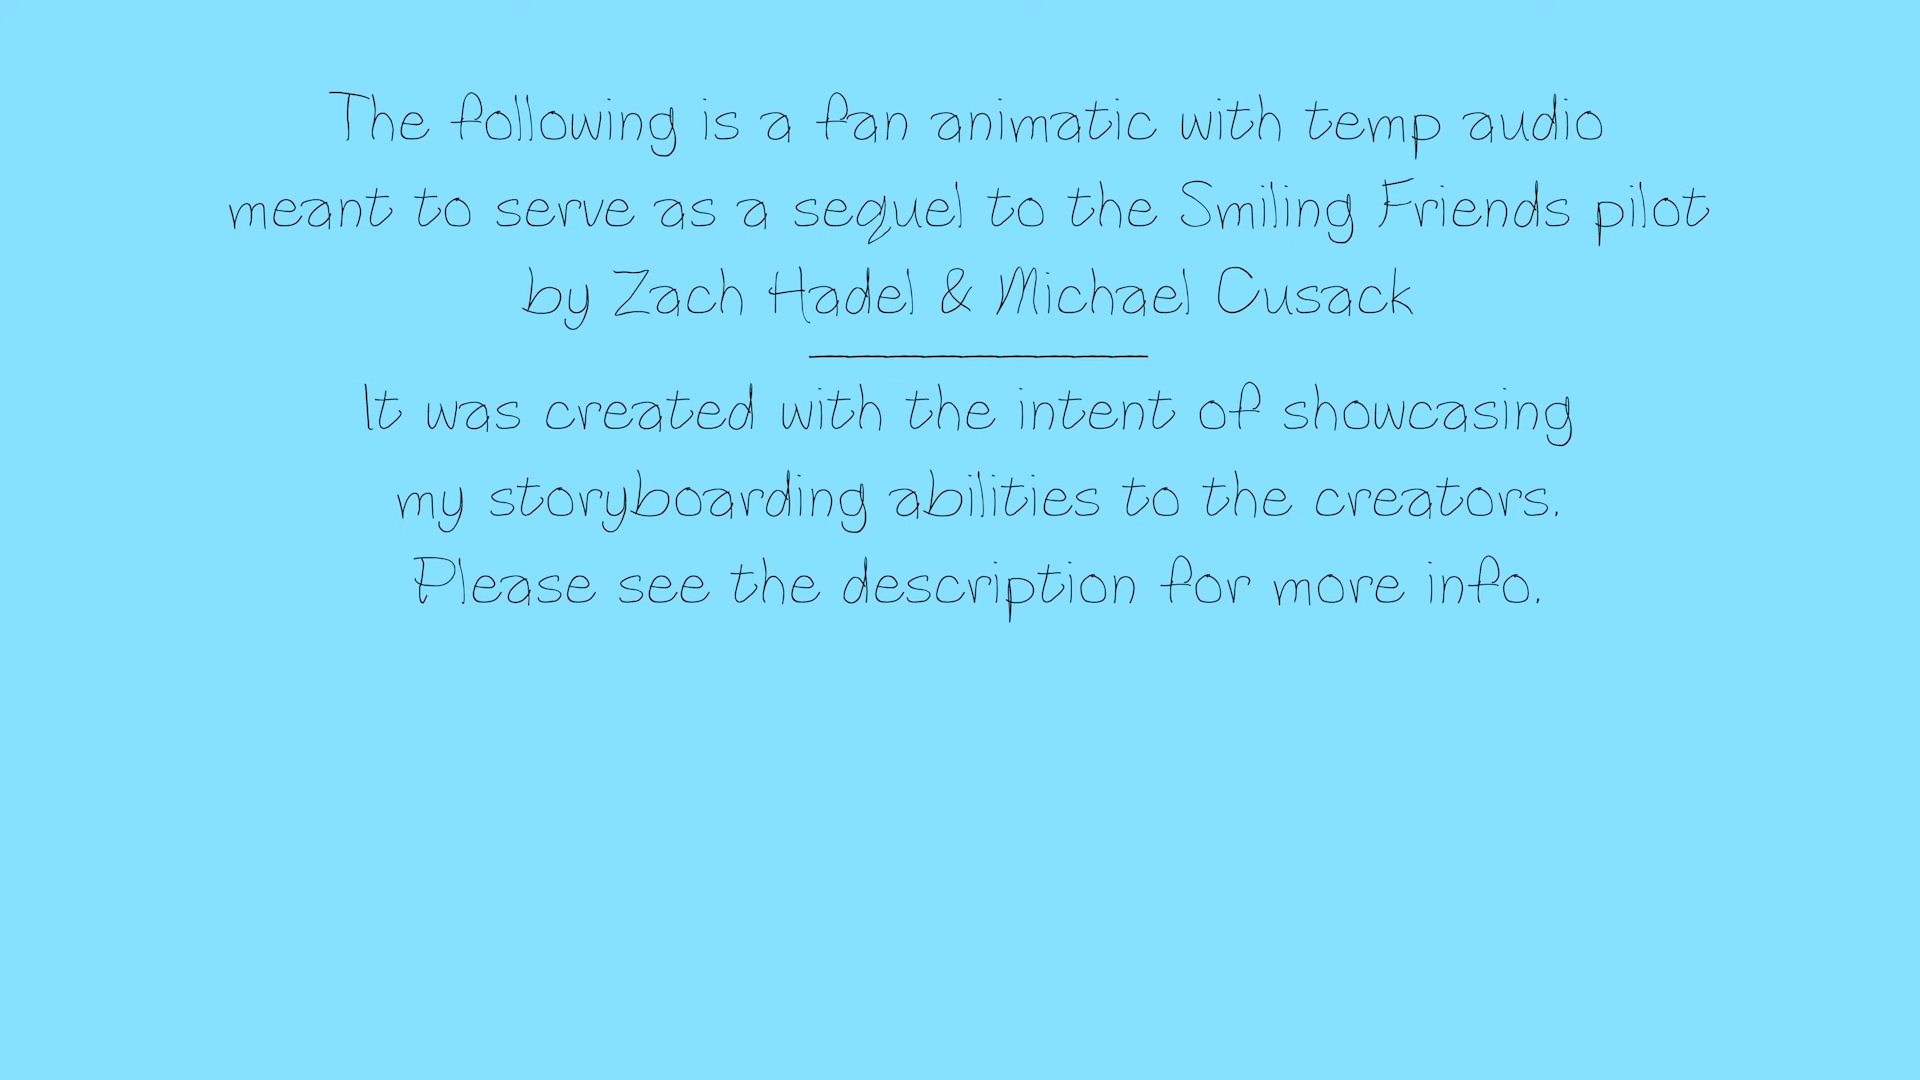 The following is a fan animatic with temp audio
meant to serve as a sequel to the Smiling Friends pilot
by Zach Hadel & Michael Cusack
It was created with the intent of showcasing
my storyboarding abilities to the creators.
Please see the description for more info.